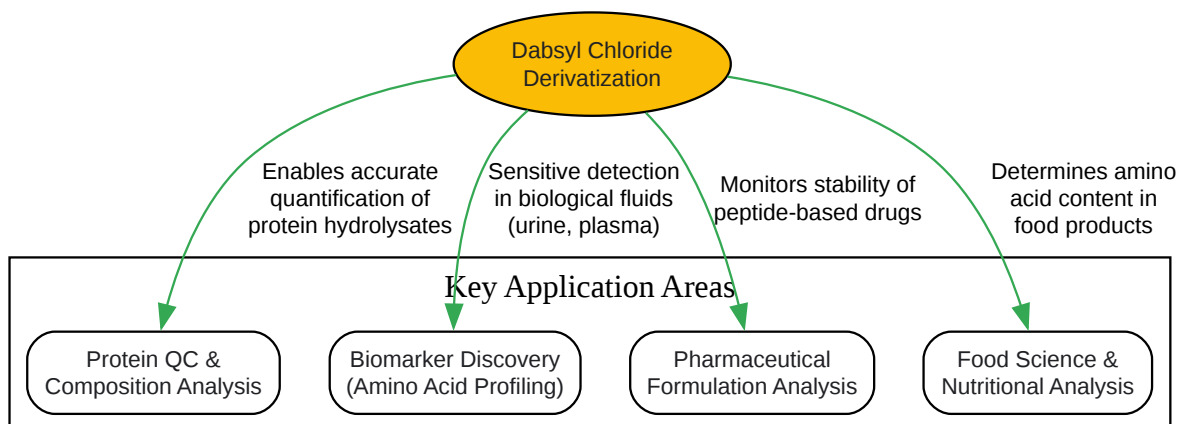 Dabsyl Chloride
Derivatization
Enables accurate
quantification of
protein hydrolysates
Sensitive detection
in biological fluids
(urine, plasma)
Monitors stability of
peptide-based drugs
Determines amino
acid content in
food products
Key Application Areas
Protein QC &
Composition Analysis
Biomarker Discovery
(Amino Acid Profiling)
Pharmaceutical
Formulation Analysis
Food Science &
Nutritional Analysis